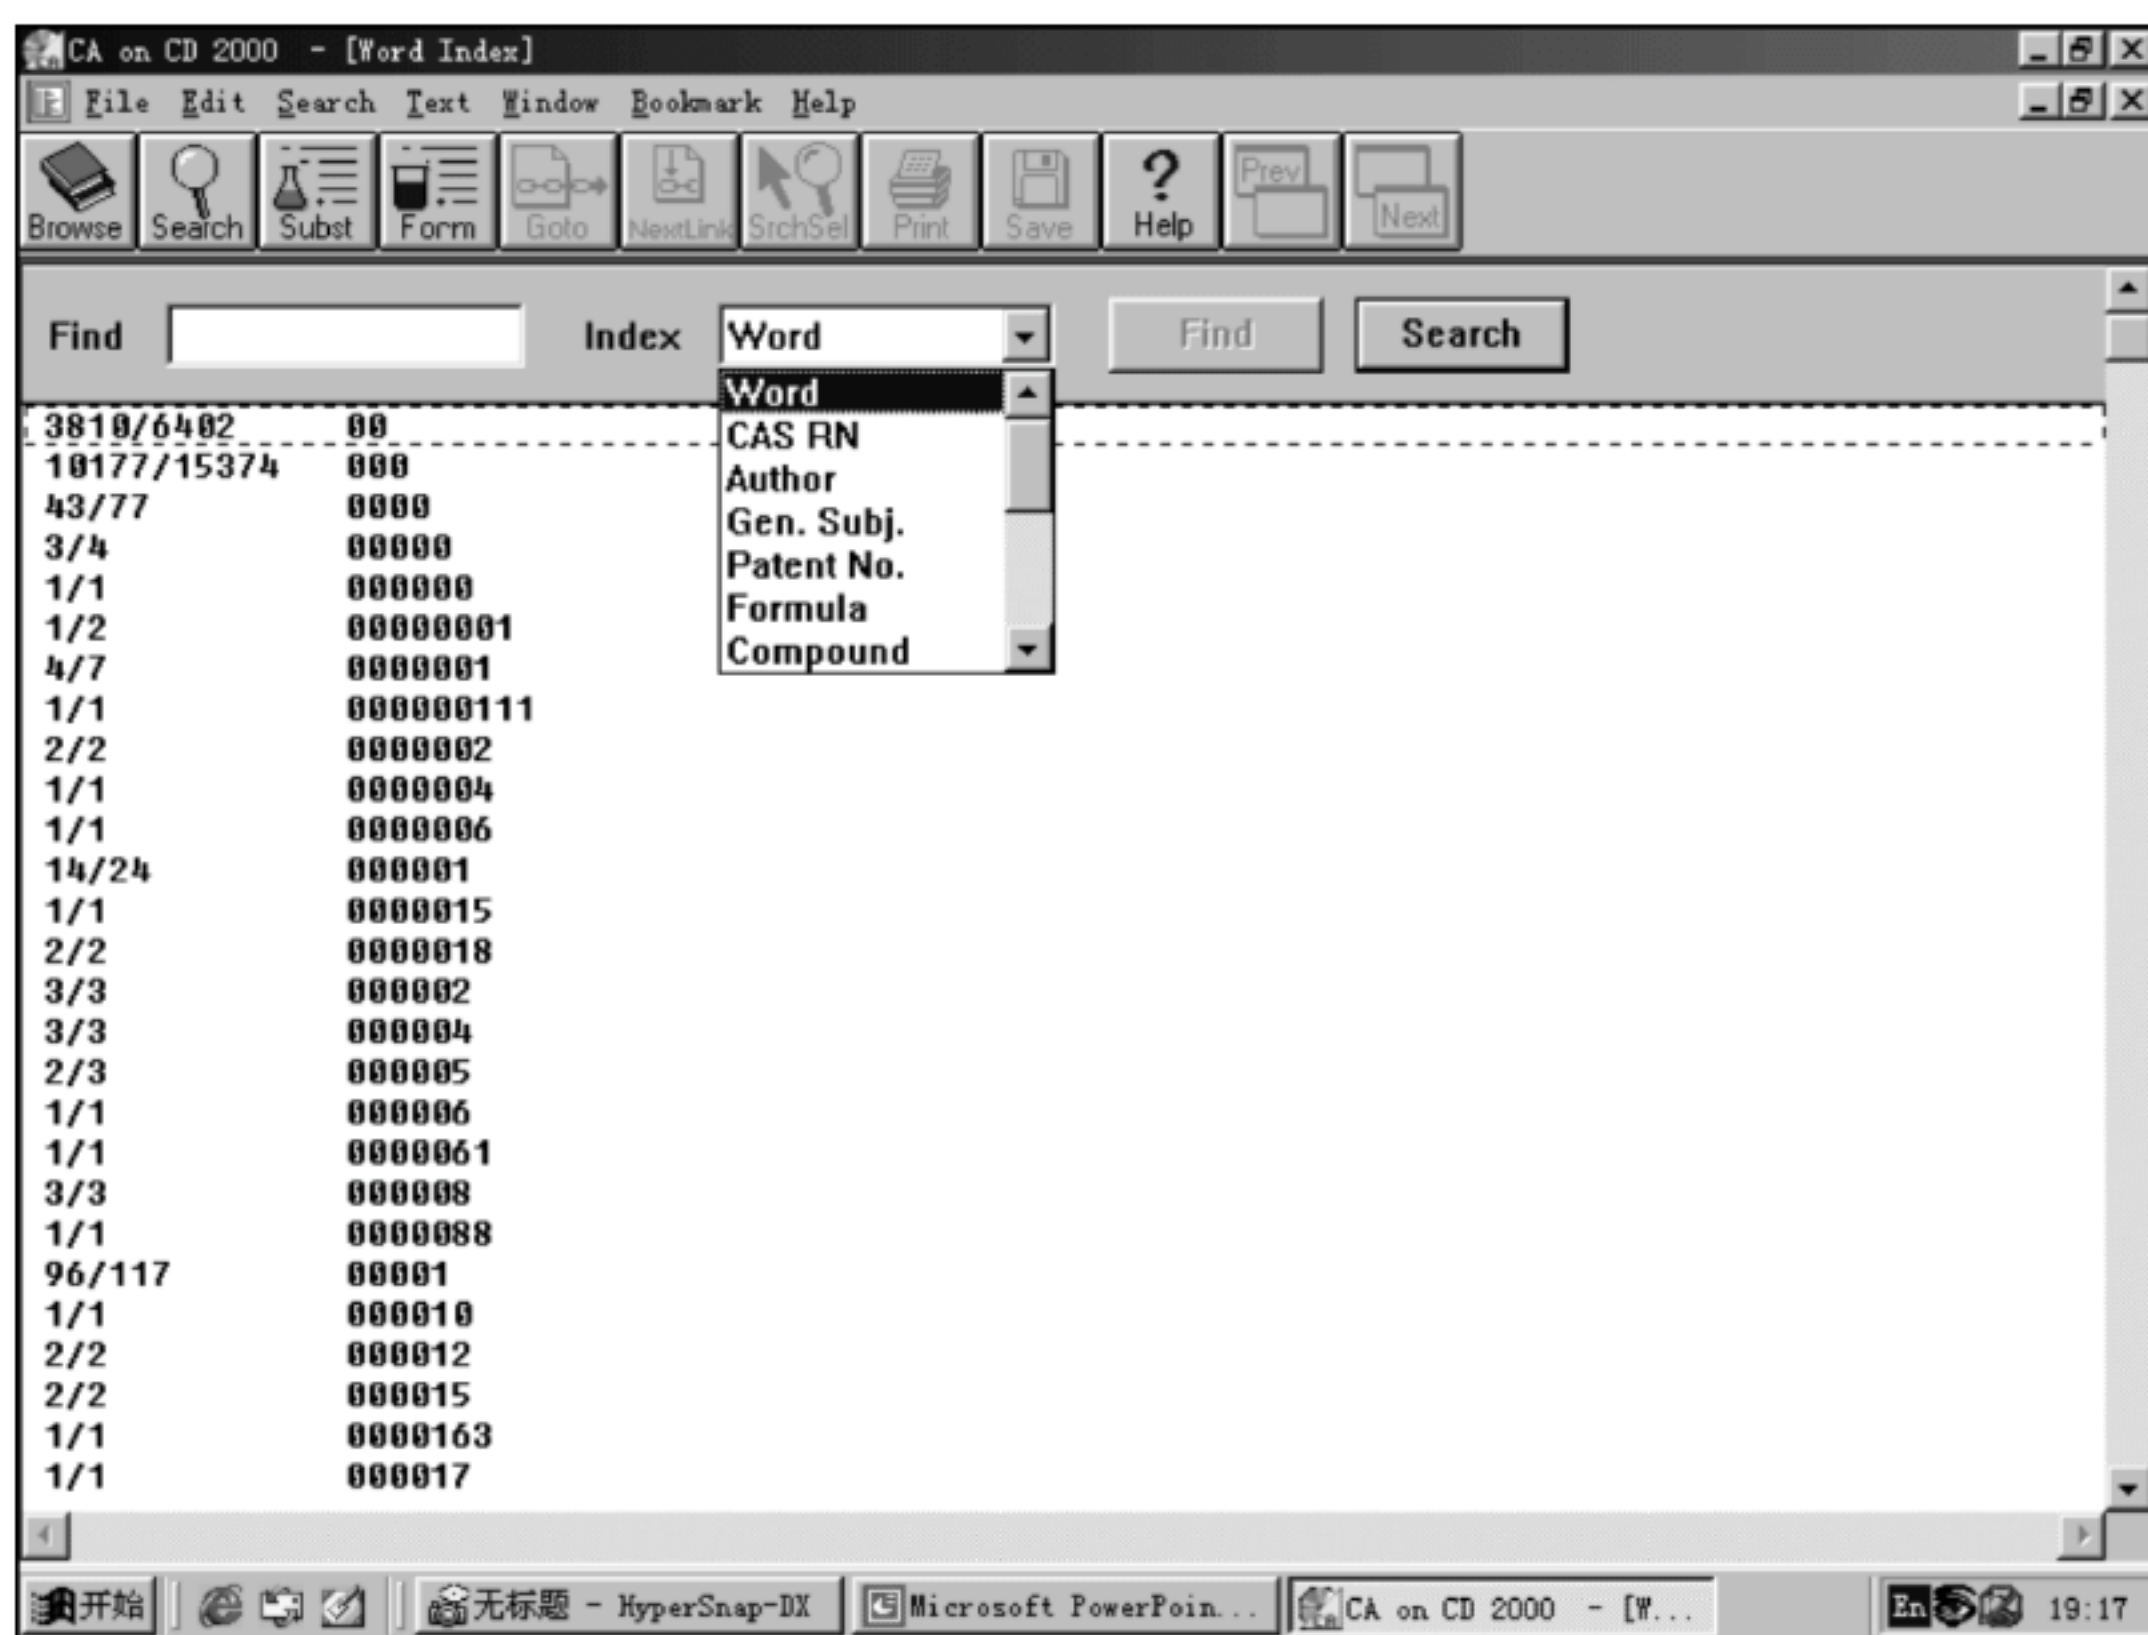 CA on CD 2000 - [Word Index]
File Edit Search Text Window Bookmark Help
Browse Search Subst Form Goto NextLink SrchSel Print Save Help Prev Next
Find Index Word Find Search
Word
CAS RN
Author
Gen. Subj.
Patent No.
Formula
Compound
3810/6402 00
10177/15374 000
43/77 0000
3/4 00000
1/1 000000
1/2 00000001
4/7 0000001
1/1 000000111
2/2 0000002
1/1 0000004
1/1 0000006
14/24 000001
1/1 0000015
2/2 0000018
3/3 000002
3/3 000004
2/3 000005
1/1 000006
1/1 0000061
3/3 000008
1/1 0000088
96/117 00001
1/1 000010
2/2 000012
2/2 000015
1/1 0000163
1/1 000017
开始 无标题 - HyperSnap-DX Microsoft PowerPoin... CA on CD 2000 - [W... En 19:17